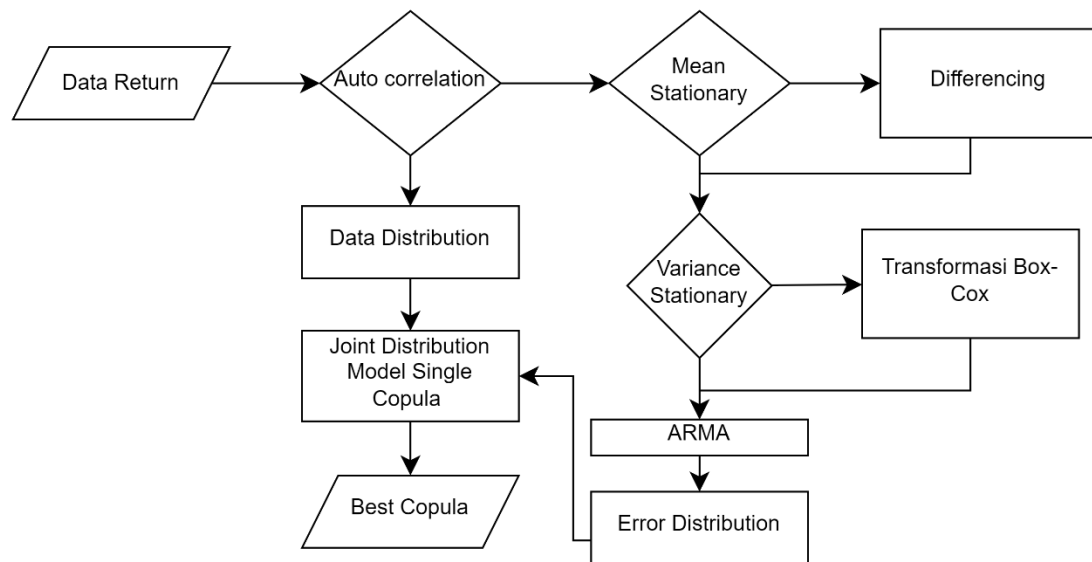 Data Return
Auto correlation
Mean
Stationary
Differencing
Data Distribution
Variance
Stationary
Transformasi Box-
Cox
Joint Distribution
Model Single
Copula
ARMA
Best Copula
Error Distribution